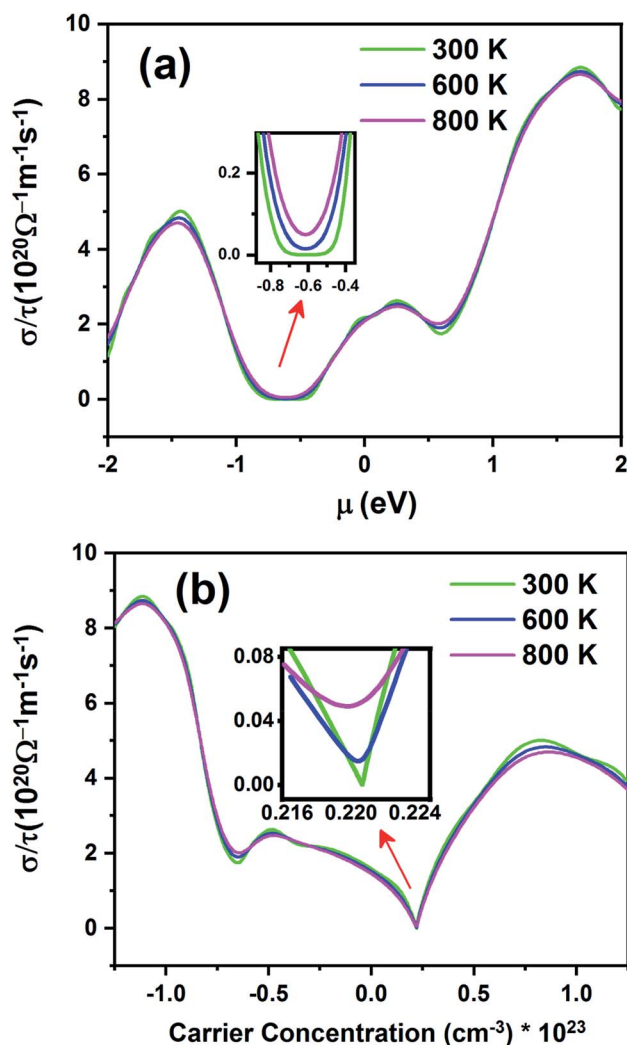 10
8
6
4
2
0
σ/τ(10²⁰Ω⁻¹m⁻¹s⁻¹)
(a)
300 K
600 K
800 K
0.2
0.0
-0.8 -0.6 -0.4
-2 -1 0 1 2
μ (eV)
10
8
6
4
2
0
σ/τ(10²⁰Ω⁻¹m⁻¹s⁻¹)
(b)
300 K
600 K
800 K
0.08
0.04
0.00
0.216 0.220 0.224
-1.0 -0.5 0.0 0.5 1.0
Carrier Concentration (cm⁻³) * 10²³